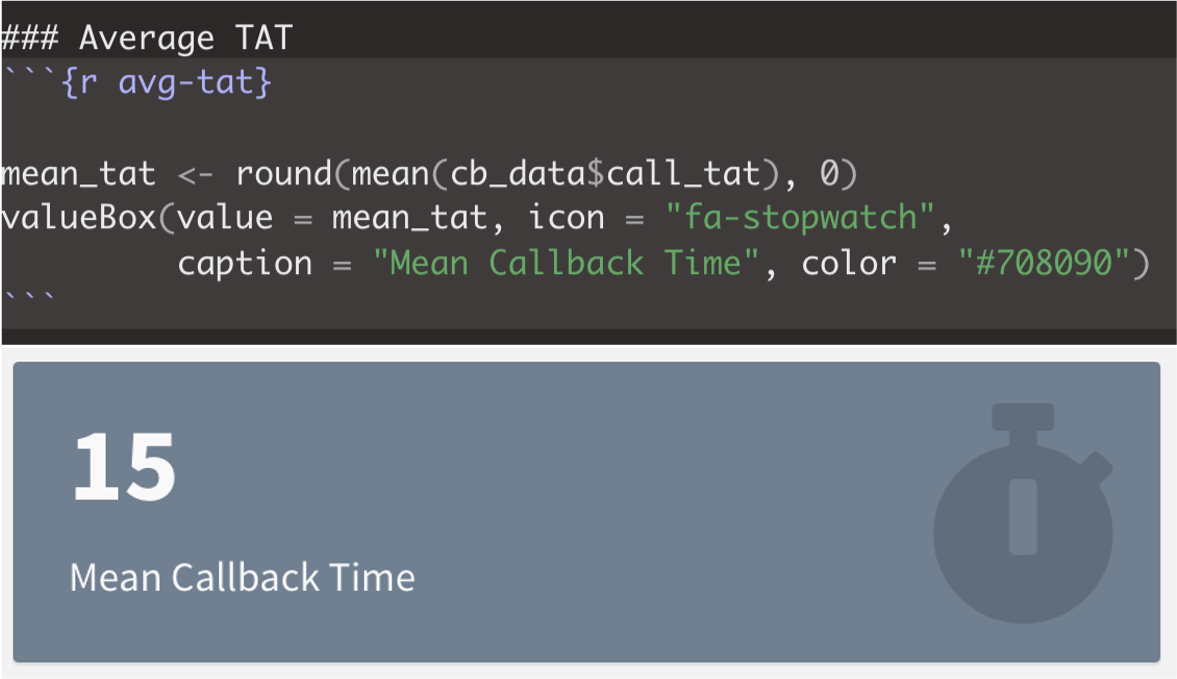 ### Average TAT
```{r avg-tat}
mean_tat <- round(mean(cb_data$call_tat), 0)
valueBox(value = mean_tat, icon = "fa-stopwatch",
         caption = "Mean Callback Time", color = "#708090")
```
15
Mean Callback Time